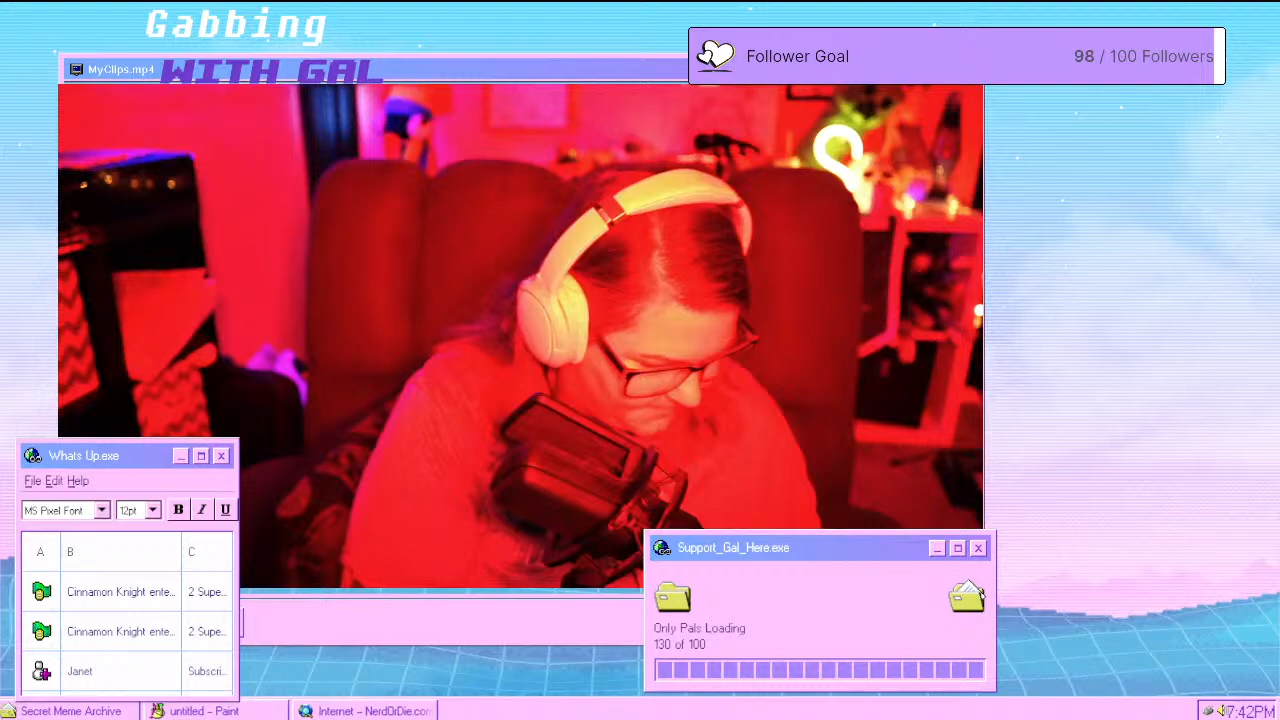 Gabbing
WITH GAL
MyClips.mp4
Follower Goal
98 / 100 Followers
Whats Up.exe
File Edit Help
MS Pixel Font
12pt
B I U
A B C
Cinnamon Knight ente... 2 Supe...
Cinnamon Knight ente... 2 Supe...
Janet Subscri...
Support_Gal_Here.exe
Only Pals Loading
130 of 100
Secret Meme Archive
untitled - Paint
Internet - NerdOrDie.com
7:42PM